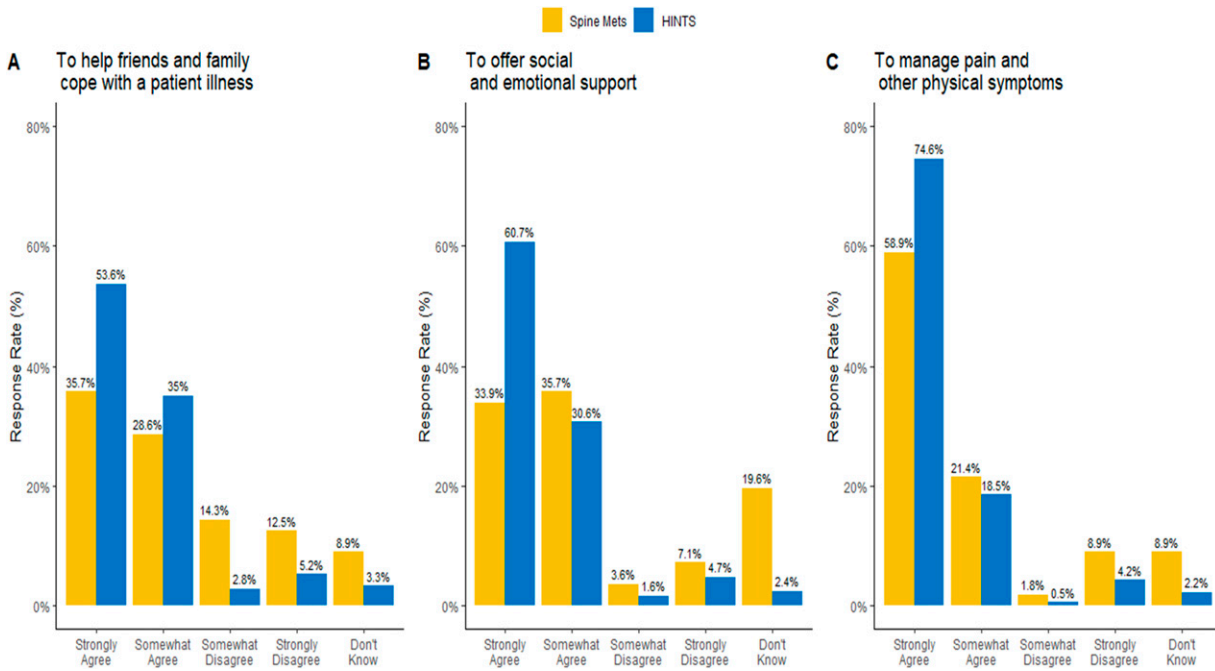 Spine Mets HINTS
A To help friends and family
cope with a patient illness
Response Rate (%)
80%
60%
40%
20%
0%
35.7% 53.6%
28.6% 35%
14.3% 2.8%
12.5% 5.2%
8.9% 3.3%
Strongly Somewhat Somewhat Strongly Don't
Agree Agree Disagree Disagree Know
B To offer social
and emotional support
Response Rate (%)
80%
60%
40%
20%
0%
33.9% 60.7%
35.7% 30.6%
3.6% 1.6%
7.1% 4.7%
19.6% 2.4%
Strongly Somewhat Somewhat Strongly Don't
Agree Agree Disagree Disagree Know
C To manage pain and
other physical symptoms
Response Rate (%)
80%
60%
40%
20%
0%
58.9% 74.6%
21.4% 18.5%
1.8% 0.5%
8.9% 4.2%
8.9% 2.2%
Strongly Somewhat Somewhat Strongly Don't
Agree Agree Disagree Disagree Know